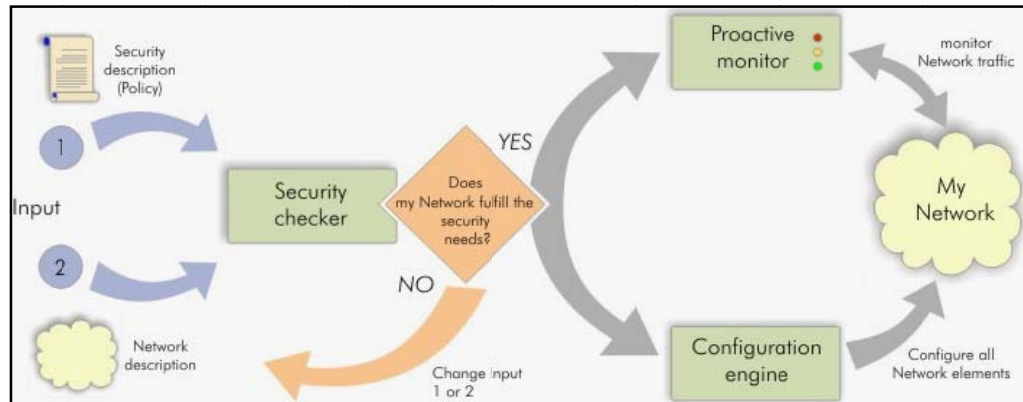 Security
description
(Policy)
1
Input
2
Network
description
Security
checker
Does
my Network fulfill the
security
needs?
YES
NO
Change Input
1 or 2
Proactive
monitor
monitor
Network traffic
My
Network
Configuration
engine
Configure all
Network elements